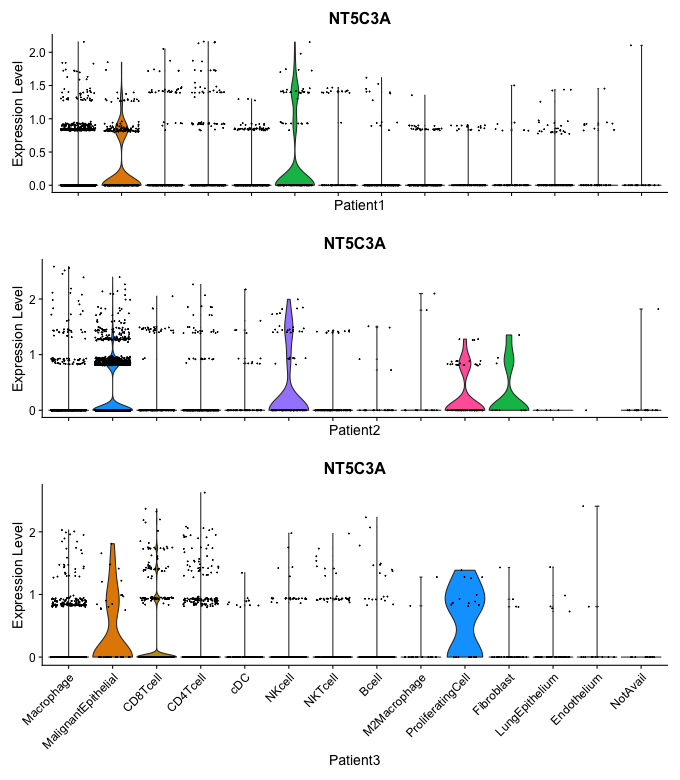 NT5C3A
Expression Level
2.0
1.5
1.0
0.5
0.0
Patient1
NT5C3A
Expression Level
2
1
0
Patient2
NT5C3A
Expression Level
2
1
0
Macrophage
MalignantEpithelial
CD8Tcell
CD4Tcell
cDC
NKcell
NKTcell
Bcell
M2Macrophage
ProliferatingCell
Fibroblast
LungEpithelium
Endothelium
NotAvail
Patient3